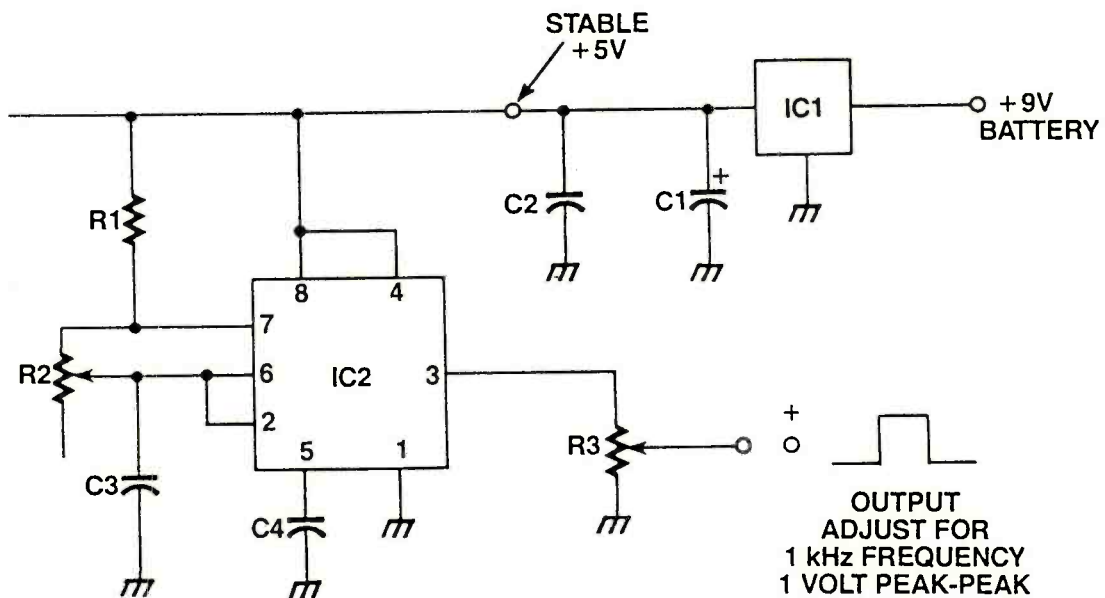 STABLE
+5V
IC1
+9V
BATTERY
C2
C1
+
R1
8
4
7
R2
6
IC2
3
2
+
R3
5
1
C3
C4
OUTPUT
ADJUST FOR
1 kHz FREQUENCY
1 VOLT PEAK-PEAK